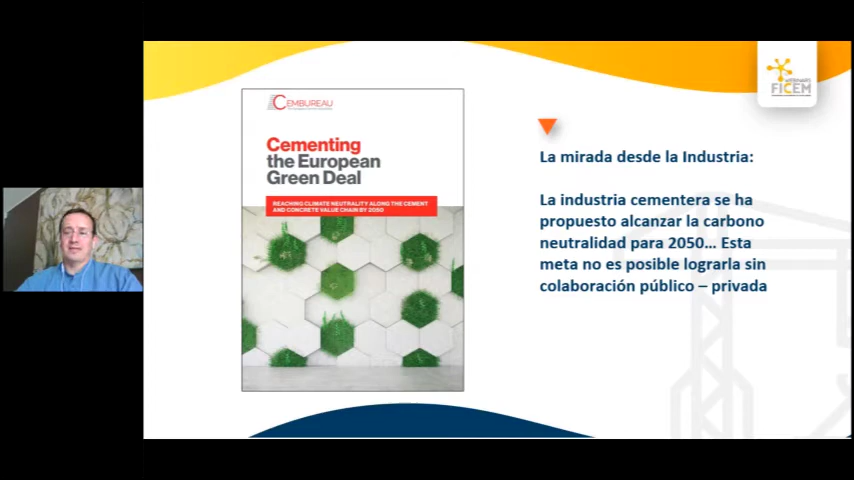 CEMBUREAU
Cementing
the European
Green Deal
REACHING CLIMATE NEUTRALITY ALONG THE CEMENT
AND CONCRETE VALUE CHAIN BY 2050
FICEM
La mirada desde la Industria:
La industria cementera se ha
propuesto alcanzar la carbono
neutralidad para 2050... Esta
meta no es posible lograrla sin
colaboración público – privada